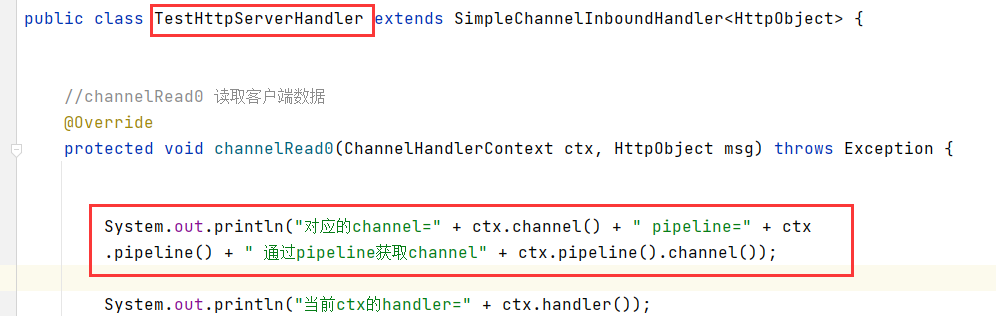 public class TestHttpServerHandler extends SimpleChannelInboundHandler<HttpObject> {
//channelRead0 读取客户端数据
@Override
protected void channelRead0(ChannelHandlerContext ctx, HttpObject msg) throws Exception {
System.out.println("对应的channel=" + ctx.channel() + " pipeline=" + ctx
.pipeline() + " 通过pipeline获取channel" + ctx.pipeline().channel());
System.out.println("当前ctx的handler=" + ctx.handler());